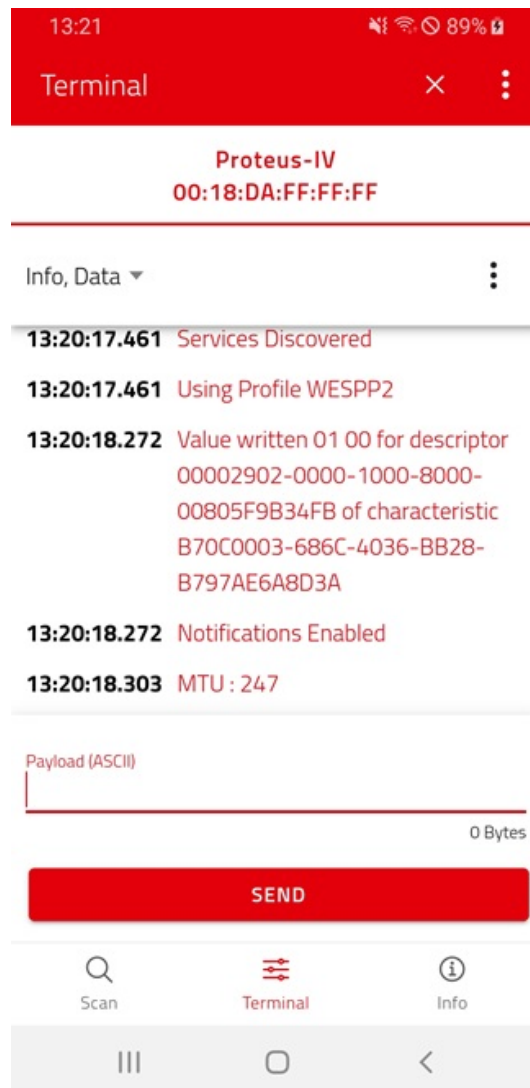 13:21 89%
Terminal
Proteus-IV
00:18:DA:FF:FF:FF
Info, Data
13:20:17.461 Services Discovered
13:20:17.461 Using Profile WESPP2
13:20:18.272 Value written 01 00 for descriptor
00002902-0000-1000-8000-
00805F9B34FB of characteristic
B70C0003-686C-4036-BB28-
B797AE6A8D3A
13:20:18.272 Notifications Enabled
13:20:18.303 MTU : 247
Payload (ASCII)
0 Bytes
SEND
Scan Terminal Info